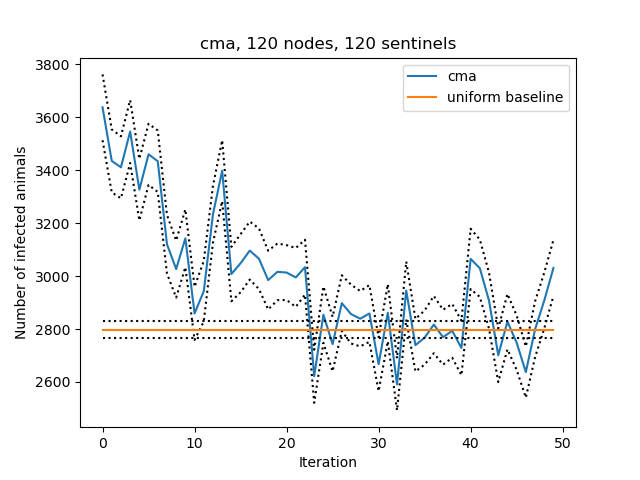 cma, 120 nodes, 120 sentinels
cma
uniform baseline
Number of infected animals
3800
3600
3400
3200
3000
2800
2600
0 10 20 30 40 50
Iteration